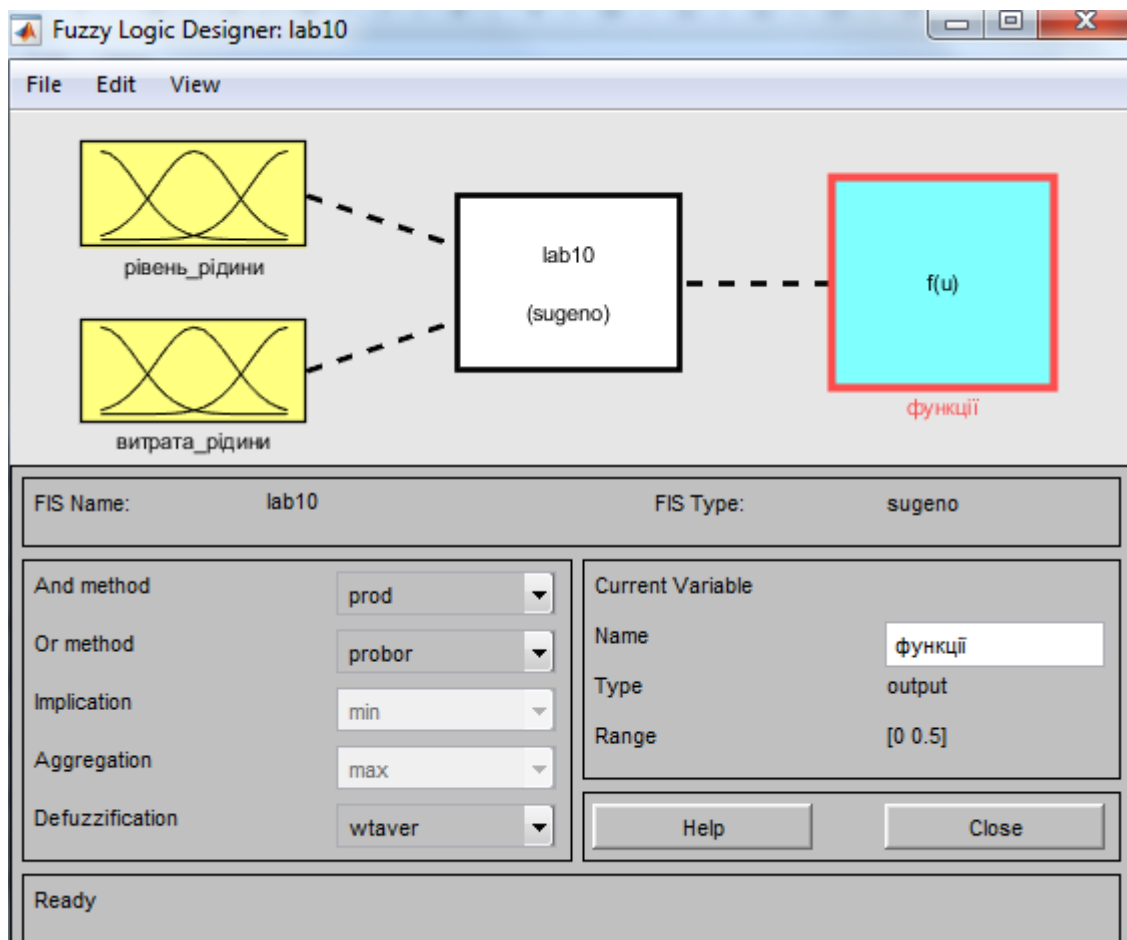 Fuzzy Logic Designer: lab10
File Edit View
рівень_рідини
витрата_рідини
lab10
(sugeno)
f(u)
функції
FIS Name: lab10 FIS Type: sugeno
And method prod
Or method probor
Implication min
Aggregation max
Defuzzification wtaver
Current Variable
Name функції
Type output
Range [0 0.5]
Help Close
Ready